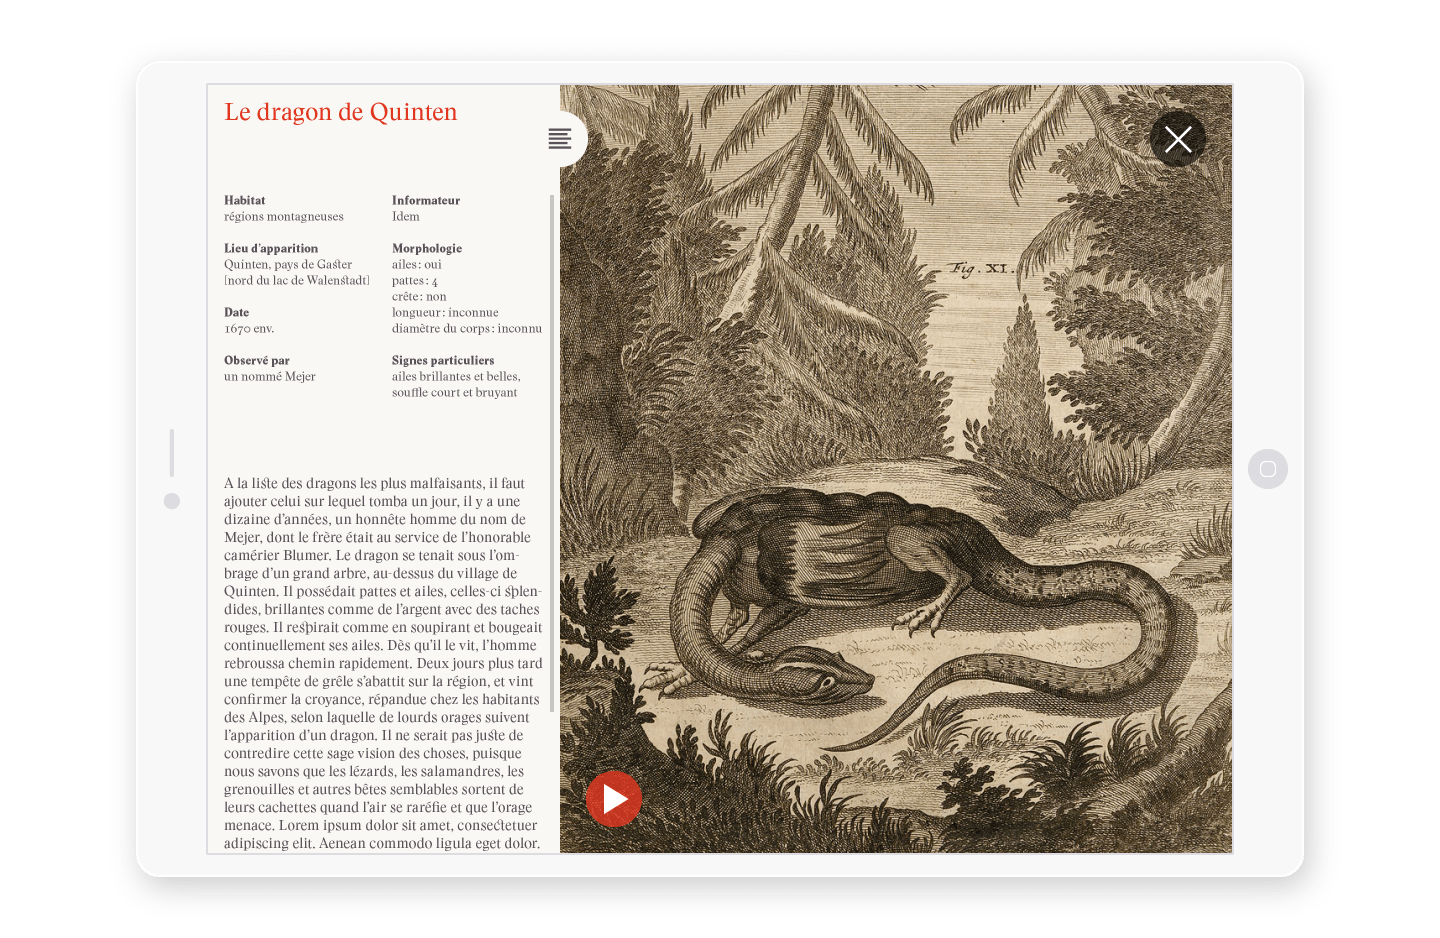 Le dragon de Quinten
Habitat
régions montagneuses
Lieu d’apparition
Quinten, pays de Gaster
[nord du lac de Walenstadt]
Date
1670 env.
Observé par
un nommé Mejer
Informateur
Idem
Morphologie
ailes : oui
pattes : 4
crête : non
longueur : inconnue
diamètre du corps : inconnu
Signes particuliers
ailes brillantes et belles,
souffle court et bruyant
A la liste des dragons les plus malfaisants, il faut
ajouter celui sur lequel tomba un jour, il y a une
dizaine d’années, un honnête homme du nom de
Mejer, dont le frère était au service de l’honorable
camérier Blumer. Le dragon se tenait sous l’om-
brage d’un grand arbre, au-dessus du village de
Quinten. Il possédait pattes et ailes, celles-ci splen-
dides, brillantes comme de l’argent avec des taches
rouges. Il respirait comme en soupirant et bougeait
continuellement ses ailes. Dès qu’il le vit, l’homme
rebroussa chemin rapidement. Deux jours plus tard
une tempête de grêle s’abattit sur la région, et vint
confirmer la croyance, répandue chez les habitants
des Alpes, selon laquelle de lourds orages suivent
l’apparition d’un dragon. Il ne serait pas juste de
contredire cette sage vision des choses, puisque
nous savons que les lézards, les salamandres, les
grenouilles et autres bêtes semblables sortent de
leurs cachettes quand l’air se raréfie et que l’orage
menace. Lorem ipsum dolor sit amet, consectetuer
adipiscing elit. Aenean commodo ligula eget dolor.
Fig. XI.